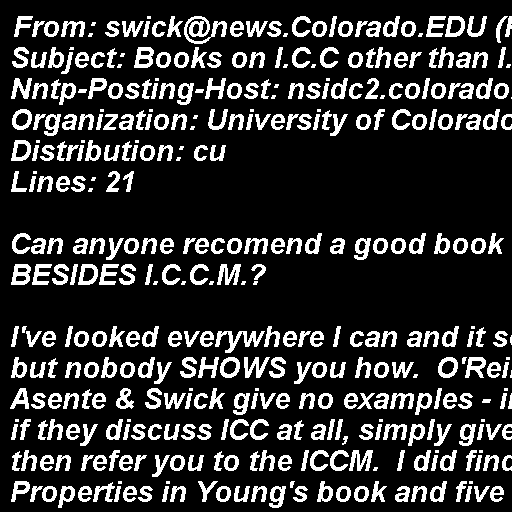 From: swick@news.Colorado.EDU (
Subject: Books on I.C.C other than I.
Nntp-Posting-Host: nsidc2.colorado.
Organization: University of Colorado
Distribution: cu
Lines: 21

Can anyone recomend a good book
BESIDES I.C.C.M.?

I've looked everywhere I can and it
but nobody SHOWS you how.  O'Rei
Asente & Swick give no examples -
if they discuss ICC at all, simply give
then refer you to the ICCM.  I did find
Properties in Young's book and five